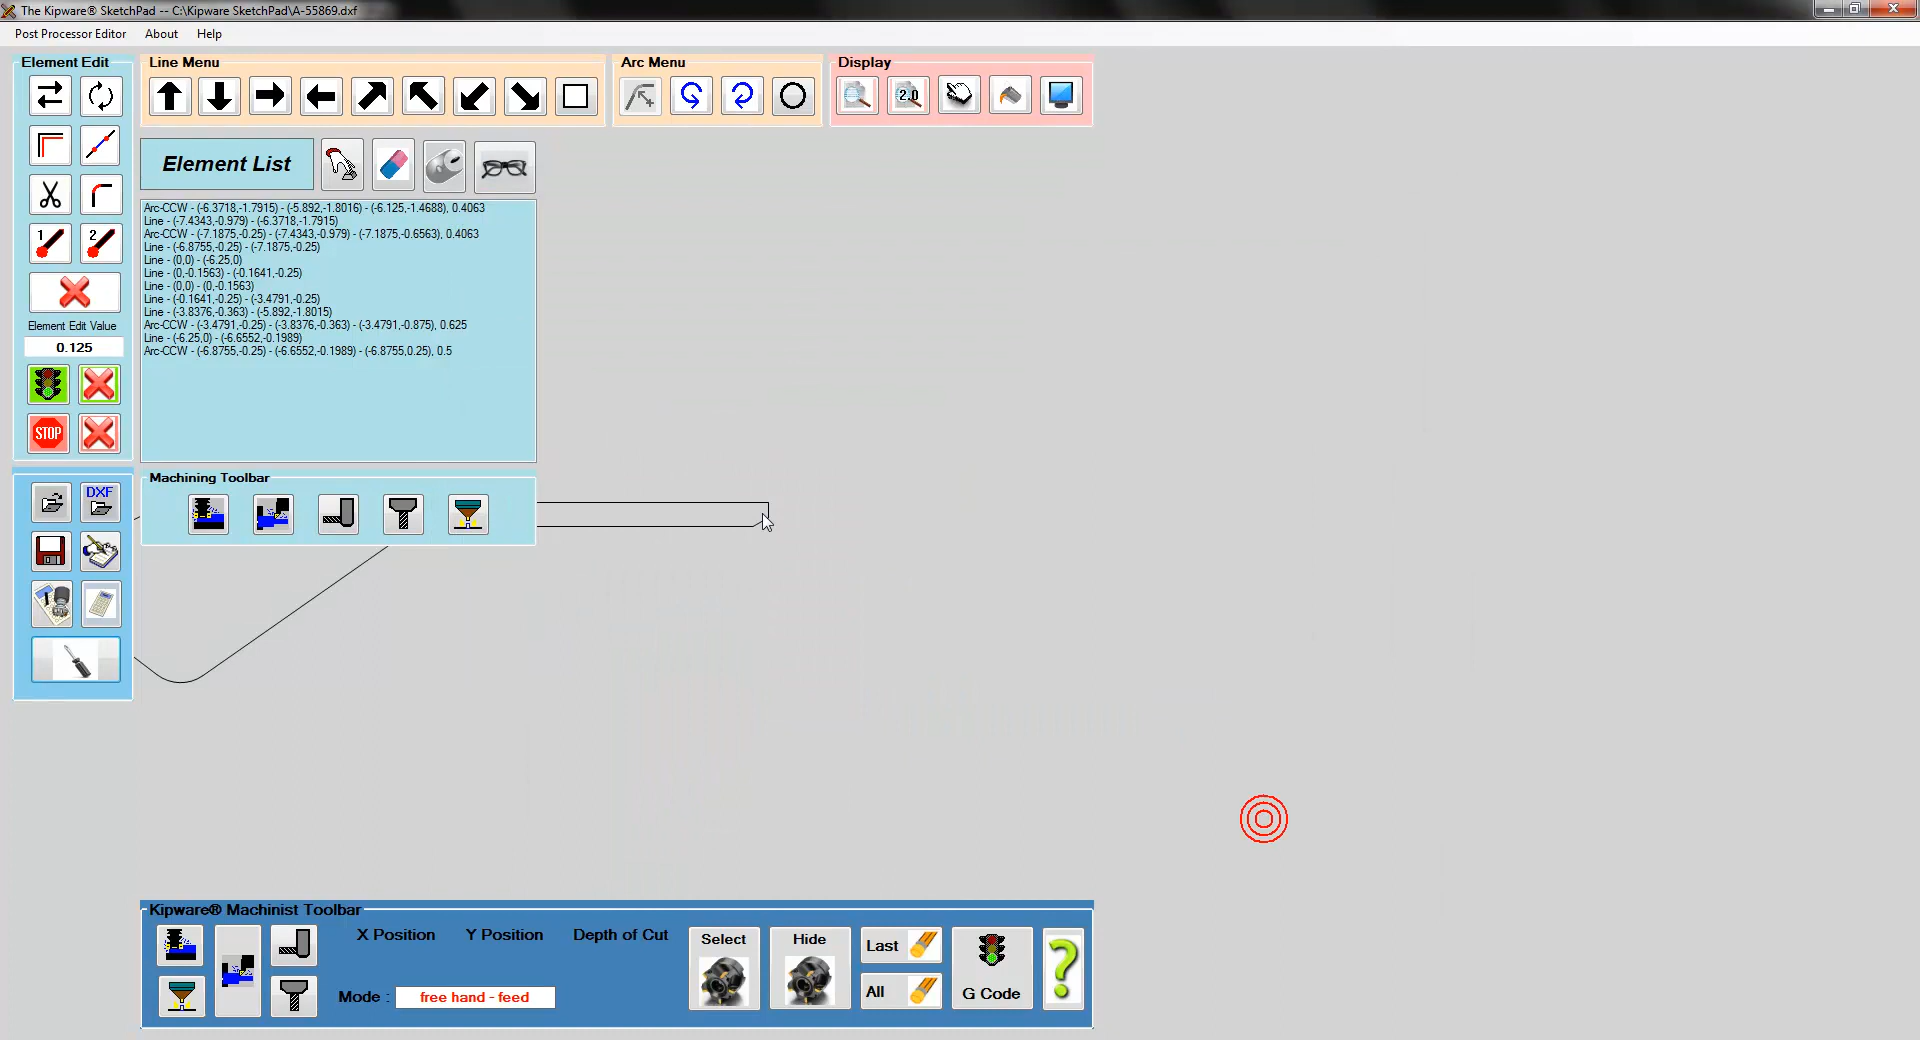 The Kipware® SketchPad -- C:\Kipware SketchPad\A-55869.dxf
Post Processor Editor About Help
Element Edit
Line Menu
Arc Menu
Display
2.0
Element List
1 2
Element Edit Value
0.125
STOP
Arc-CCW - (-6.3718,-1.7915) - (-5.892,-1.8016) - (-6.125,-1.4688), 0.4063
Line - (-7.4343,-0.979) - (-6.3718,-1.7915)
Arc-CCW - (-7.1875,-0.25) - (-7.4343,-0.979) - (-7.1875,-0.6563), 0.4063
Line - (-6.8755,-0.25) - (-7.1875,-0.25)
Line - (0,0) - (-6.25,0)
Line - (0,-0.1563) - (-0.1641,-0.25)
Line - (0,0) - (0,-0.1563)
Line - (-0.1641,-0.25) - (-3.4791,-0.25)
Line - (-3.8376,-0.363) - (-5.892,-1.8015)
Arc-CCW - (-3.4791,-0.25) - (-3.8376,-0.363) - (-3.4791,-0.875), 0.625
Line - (-6.25,0) - (-6.6552,-0.1989)
Arc-CCW - (-6.8755,-0.25) - (-6.6552,-0.1989) - (-6.8755,0.25), 0.5
Machining Toolbar
DXF
Kipware® Machinist Toolbar
X Position Y Position Depth of Cut
Mode : free hand - feed
Select
Hide
Last
All
G Code